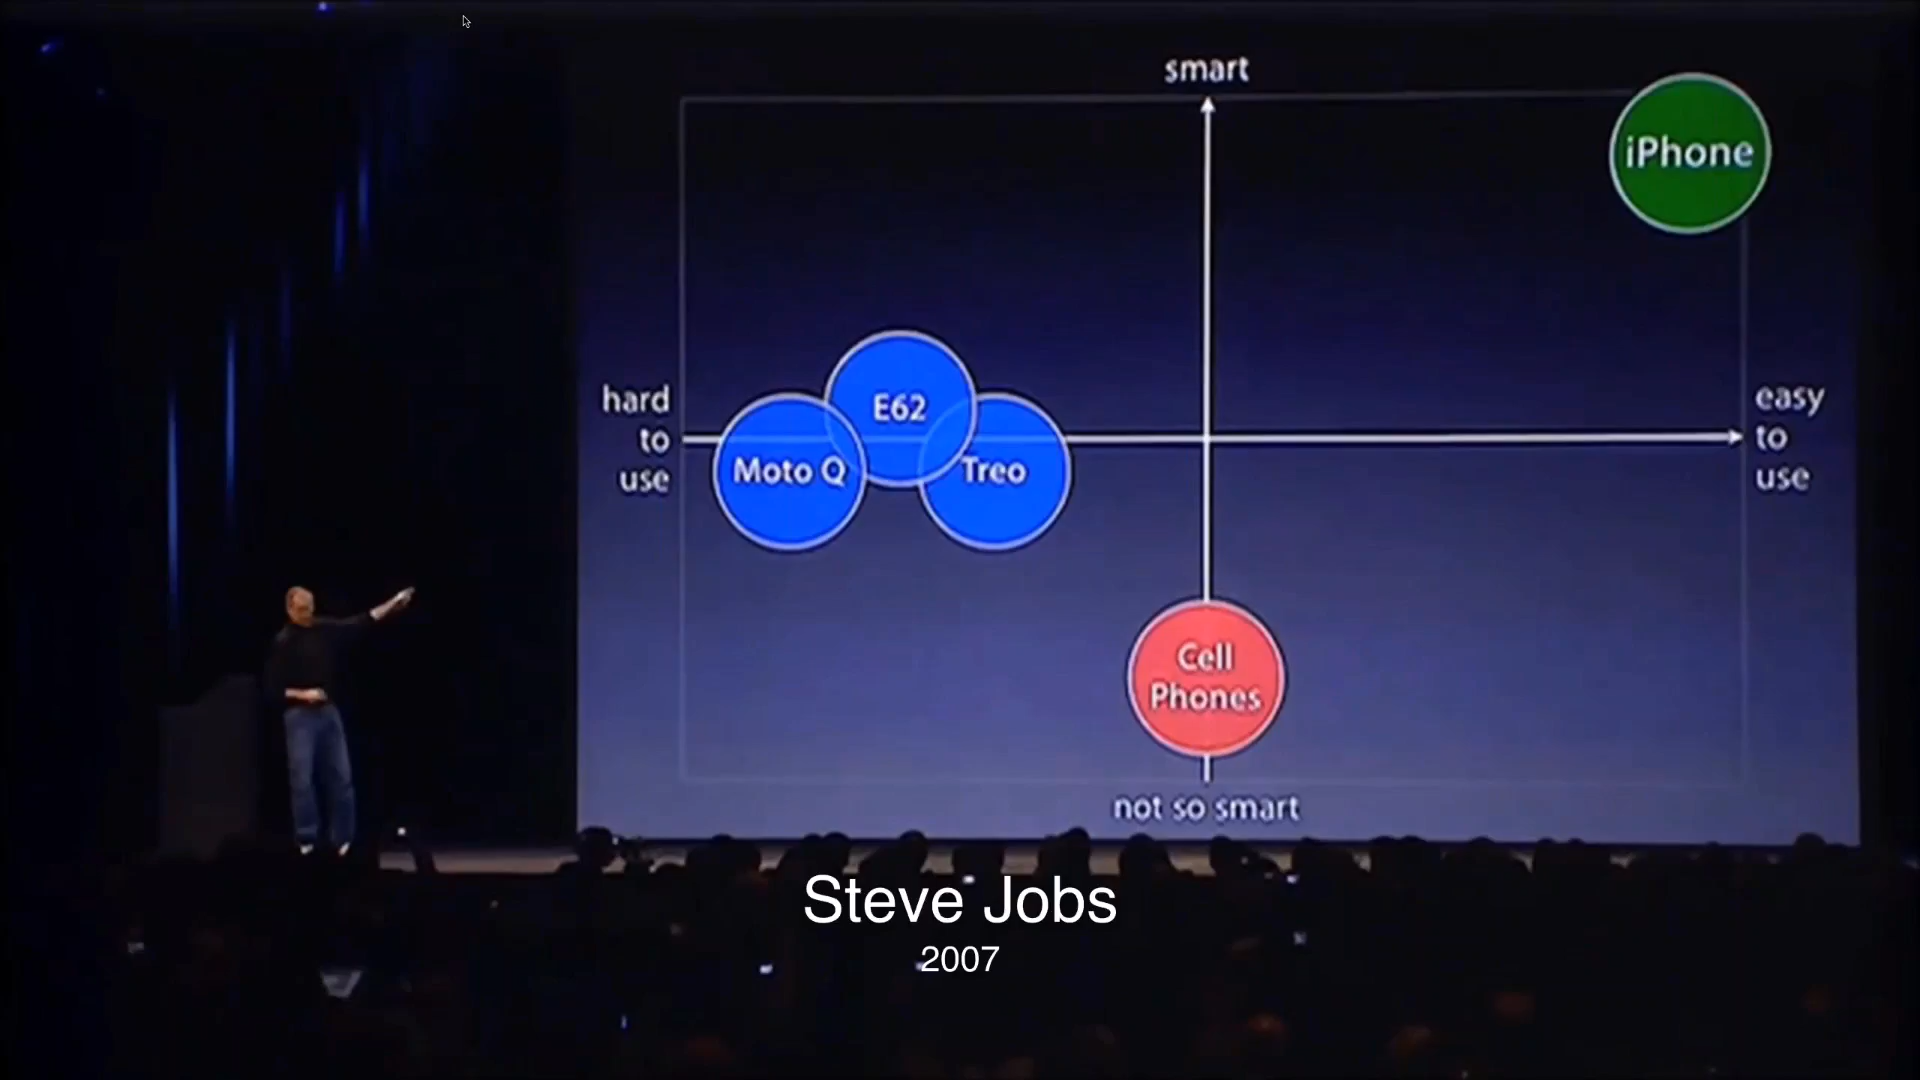 smart
iPhone
hard
to
use
E62
Moto Q
Treo
easy
to
use
Cell
Phones
not so smart
Steve Jobs
2007